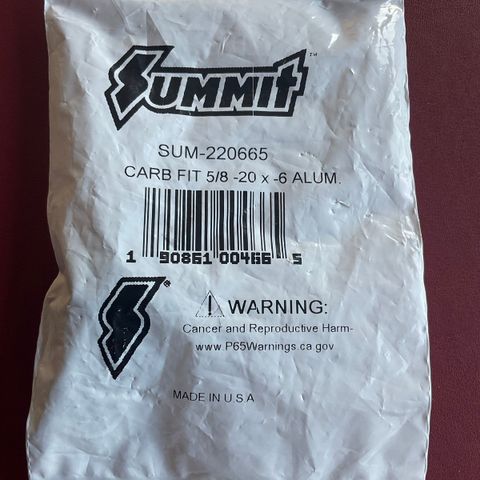 SUMMIT ™
SUM-220665
CARB FIT 5/8 -20 x -6 ALUM.
1 90861 00466 5
®
⚠ WARNING:
Cancer and Reproductive Harm-
www.P65Warnings.ca.gov
MADE IN U S A